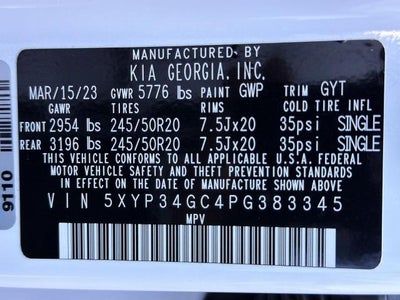 MANUFACTURED BY
KIA GEORGIA, INC.
MAR/15/23 GVWR 5776 lbs PAINT GWP TRIM GYT
GAWR TIRES RIMS COLD TIRE INFL
FRONT 2954 lbs 245/50R20 7.5Jx20 35psi SINGLE
REAR 3196 lbs 245/50R20 7.5Jx20 35psi SINGLE
THIS VEHICLE CONFORMS TO ALL APPLICABLE U.S.A. FEDERAL
MOTOR VEHICLE SAFETY AND THEFT PREVENTION STANDARDS
IN EFFECT ON THE DATE OF MANUFACTURE SHOWN ABOVE.
VIN 5XYP34GC4PG383345
MPV
9110